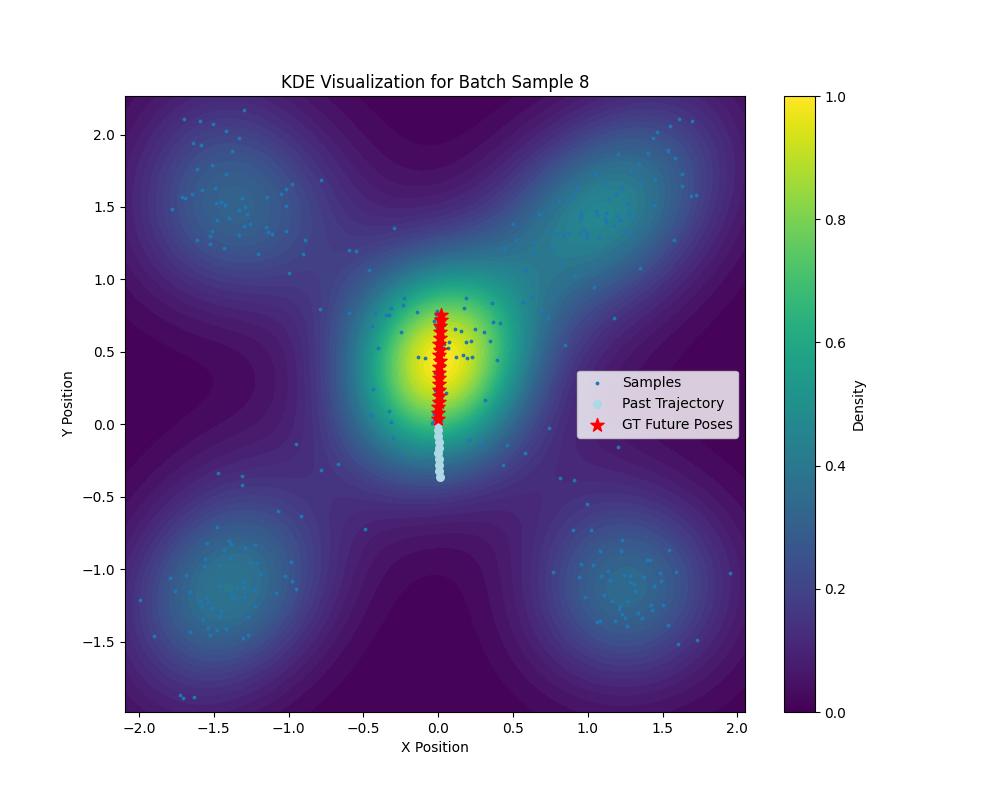 KDE Visualization for Batch Sample 8
2.0
1.5
1.0
0.5
0.0
−0.5
−1.0
−1.5
Y Position
−2.0 −1.5 −1.0 −0.5 0.0 0.5 1.0 1.5 2.0
X Position
Samples
Past Trajectory
GT Future Poses
1.0
0.8
0.6
0.4
0.2
0.0
Density